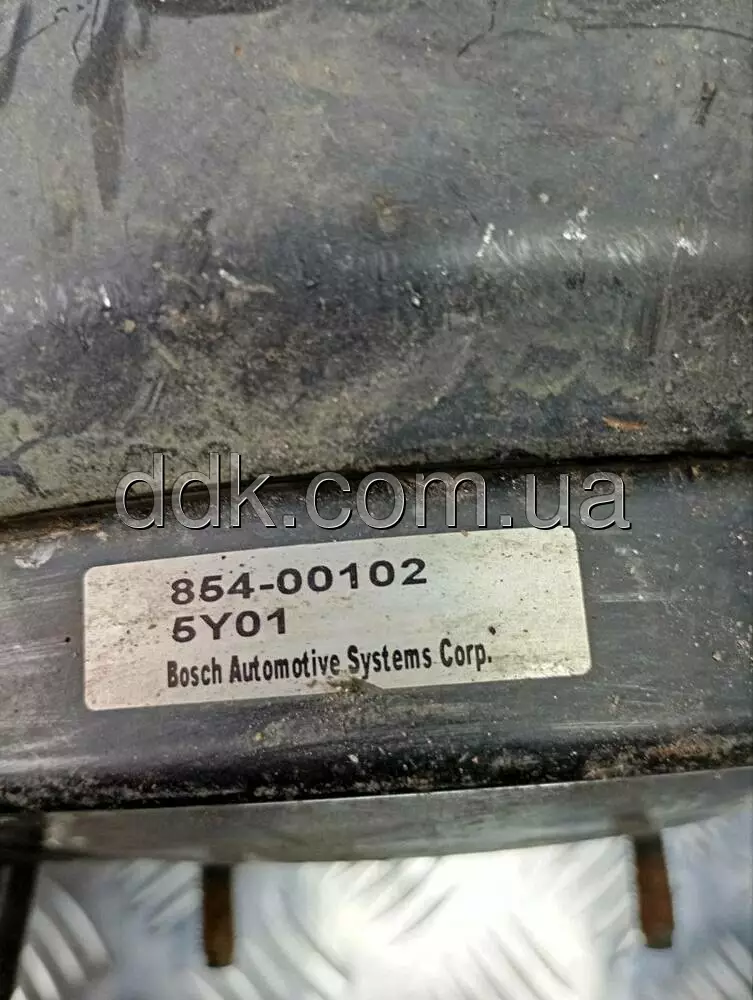 ddk.com.ua
854-00102
5Y01
Bosch Automotive Systems Corp.